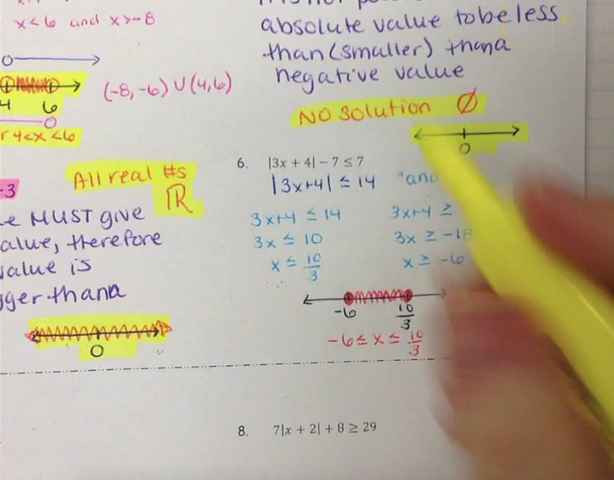 x<6 and x>-8
4 6
(-8,-6) U (4,6)
r 4<x<6
absolute value to be less
than (smaller) than a
negative value
No solution Ø
0
-3
All real #s
ℝ
e MUST give
alue, therefore
value is
gger than a
0
6. |3x + 4| − 7 ≤ 7
|3x+4| ≤ 14 "and
3x+4 ≤ 14 3x+4 ≥
3x ≤ 10 3x ≥ -18
x ≤ 10/3 x ≥ -6
-6 10/3
-6 ≤ x ≤ 10/3
8. 7|x + 2| + 8 ≥ 29